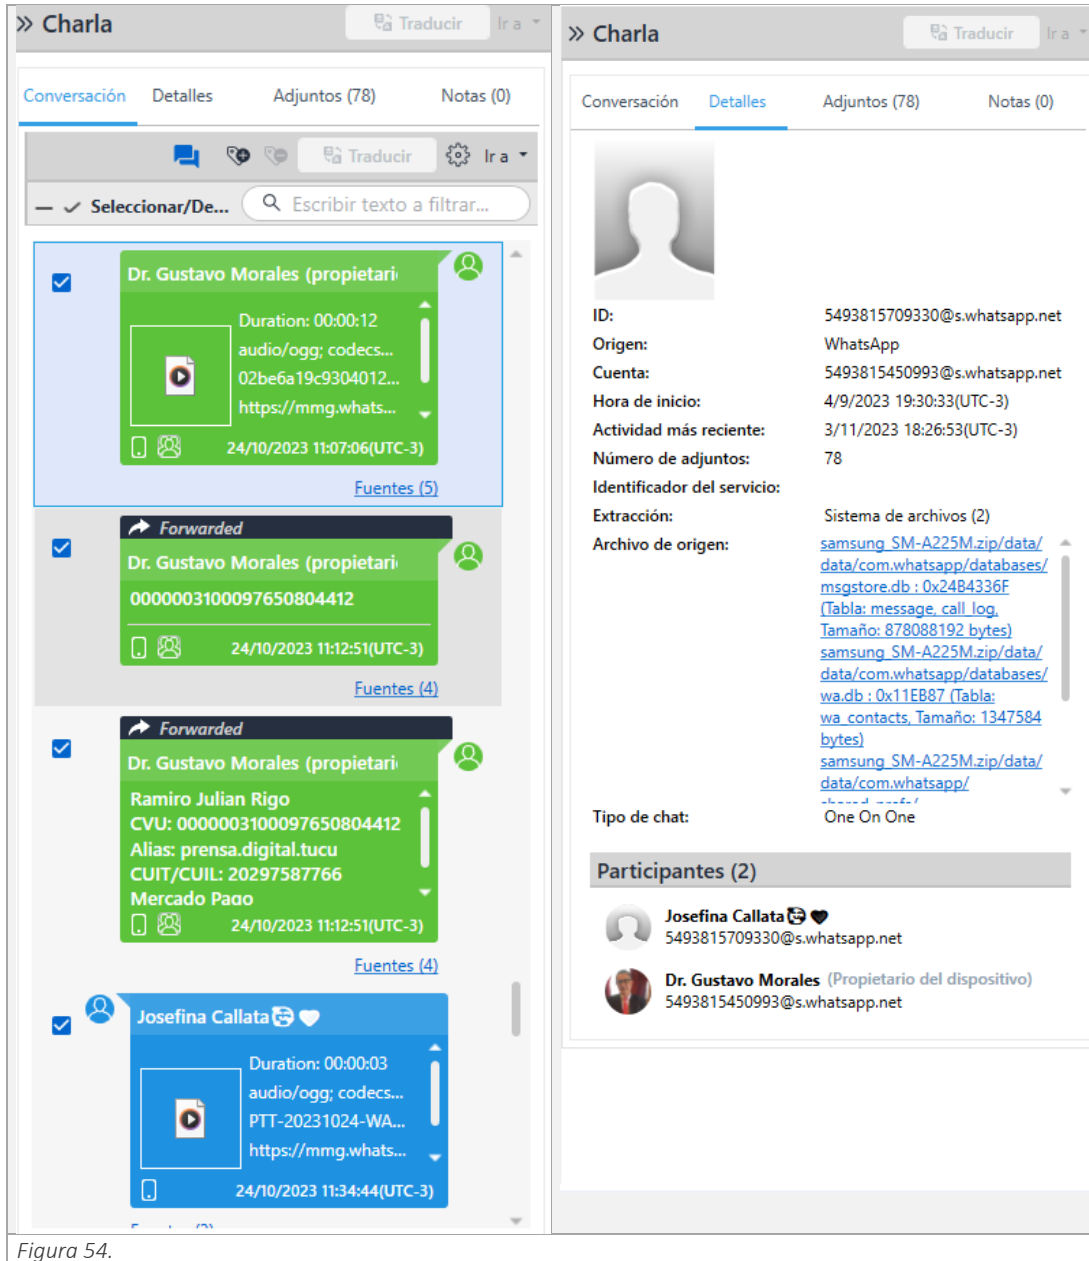 » Charla
Traducir
Ir a
Conversación
Detalles
Adjuntos (78)
Notas (0)
Traducir
Ir a
Seleccionar/De...
Escribir texto a filtrar...
Dr. Gustavo Morales (propietari
Duration: 00:00:12
audio/ogg; codecs...
02be6a19c9304012...
https://mmg.whats...
24/10/2023 11:07:06(UTC-3)
Fuentes (5)
Forwarded
Dr. Gustavo Morales (propietari
0000003100097650804412
24/10/2023 11:12:51(UTC-3)
Fuentes (4)
Forwarded
Dr. Gustavo Morales (propietari
Ramiro Julian Rigo
CVU: 0000003100097650804412
Alias: prensa.digital.tucu
CUIT/CUIL: 20297587766
Mercado Pago
24/10/2023 11:12:51(UTC-3)
Fuentes (4)
Josefina Callata
Duration: 00:00:03
audio/ogg; codecs...
PTT-20231024-WA...
https://mmg.whats...
24/10/2023 11:34:44(UTC-3)
» Charla
Traducir
Ir a
Conversación
Detalles
Adjuntos (78)
Notas (0)
ID: 5493815709330@s.whatsapp.net
Origen: WhatsApp
Cuenta: 5493815450993@s.whatsapp.net
Hora de inicio: 4/9/2023 19:30:33(UTC-3)
Actividad más reciente: 3/11/2023 18:26:53(UTC-3)
Número de adjuntos: 78
Identificador del servicio:
Extracción: Sistema de archivos (2)
Archivo de origen: samsung_SM-A225M.zip/data/
data/com.whatsapp/databases/
msgstore.db : 0x24B4336F
(Tabla: message, call_log,
Tamaño: 878088192 bytes)
samsung_SM-A225M.zip/data/
data/com.whatsapp/databases/
wa.db : 0x11EB87 (Tabla:
wa_contacts, Tamaño: 1347584
bytes)
samsung_SM-A225M.zip/data/
data/com.whatsapp/
Tipo de chat: One On One
Participantes (2)
Josefina Callata
5493815709330@s.whatsapp.net
Dr. Gustavo Morales (Propietario del dispositivo)
5493815450993@s.whatsapp.net
Figura 54.